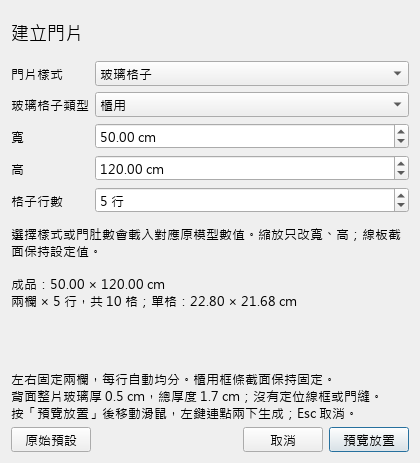 建立門片
門片樣式 玻璃格子
玻璃格子類型 櫃用
寬 50.00 cm
高 120.00 cm
格子行數 5 行
選擇樣式或門肚數會載入對應原模型數值。縮放只改寬、高；線板截
面保持設定值。
成品：50.00 × 120.00 cm
兩欄 × 5 行，共 10 格；單格：22.80 × 21.68 cm
左右固定兩欄，每行自動均分。櫃用框條截面保持固定。
背面整片玻璃厚 0.5 cm，總厚度 1.7 cm；沒有定位線框或門縫。
按「預覽放置」後移動滑鼠，左鍵連點兩下生成；Esc 取消。
原始預設 取消 預覽放置